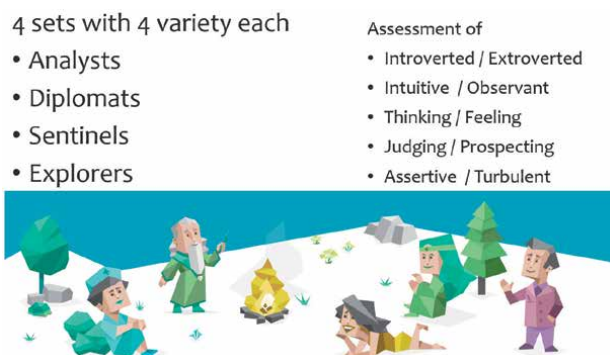 4 sets with 4 variety each
• Analysts
• Diplomats
• Sentinels
• Explorers
Assessment of
• Introverted / Extroverted
• Intuitive / Observant
• Thinking / Feeling
• Judging / Prospecting
• Assertive / Turbulent